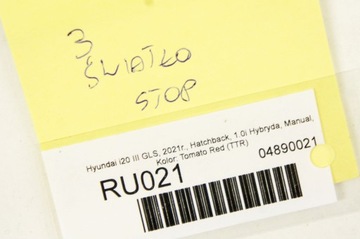 3
ŚWIATŁO
STOP
Hyundai i20 III GLS, 2021r., Hatchback, 1.0i Hybryda, Manual,
Kolor: Tomato Red (TTR)
RU021
04890021